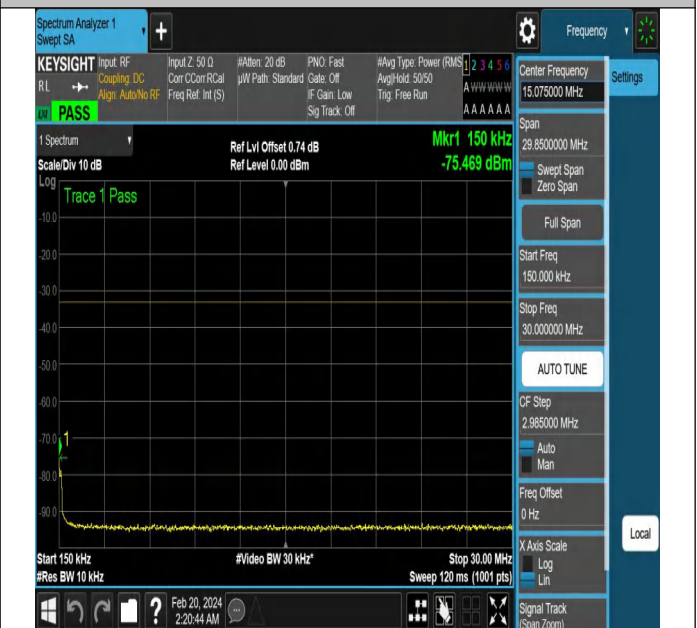 Spectrum Analyzer 1
Swept SA
+
Frequency
KEYSIGHT
RL
PASS
Input: RF
Coupling: DC
Align: Auto/No RF
Input Z: 50 Ω
Corr CCorr RCal
Freq Ref: Int (S)
#Atten: 20 dB
µW Path: Standard
PNO: Fast
Gate: Off
IF Gain: Low
Sig Track: Off
#Avg Type: Power (RMS
Avg|Hold: 50/50
Trig: Free Run
1 2 3 4 5 6
A W W W W W
A A A A A A
1 Spectrum
Scale/Div 10 dB
Ref Lvl Offset 0.74 dB
Ref Level 0.00 dBm
Mkr1 150 kHz
-75.469 dBm
Log
Trace 1 Pass
-10.0
-20.0
-30.0
-40.0
-50.0
-60.0
-70.0
-80.0
-90.0
1
Start 150 kHz
#Res BW 10 kHz
#Video BW 30 kHz*
Stop 30.00 MHz
Sweep 120 ms (1001 pts)
?
Feb 20, 2024
2:20:44 AM
Center Frequency
15.075000 MHz
Settings
Span
29.8500000 MHz
Swept Span
Zero Span
Full Span
Start Freq
150.000 kHz
Stop Freq
30.000000 MHz
AUTO TUNE
CF Step
2.985000 MHz
Auto
Man
Freq Offset
0 Hz
X Axis Scale
Log
Lin
Local
Signal Track
(Span Zoom)